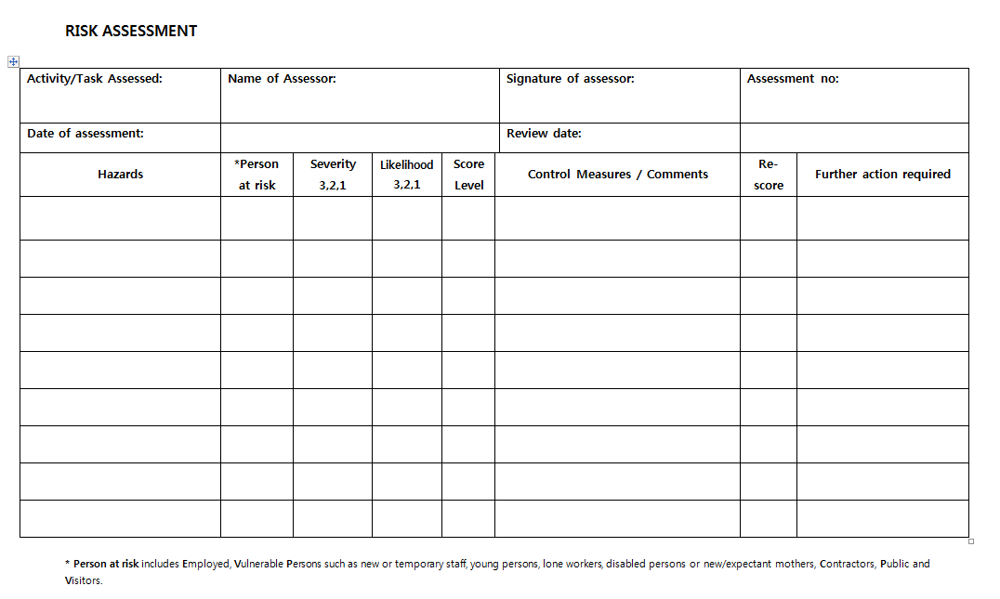 RISK ASSESSMENT
Activity/Task Assessed:
Name of Assessor:
Signature of assessor:
Assessment no:
Date of assessment:
Review date:
Hazards
*Person
at risk
Severity
3,2,1
Likelihood
3,2,1
Score
Level
Control Measures / Comments
Re-
score
Further action required
* Person at risk includes Employed, Vulnerable Persons such as new or temporary staff, young persons, lone workers, disabled persons or new/expectant mothers, Contractors, Public and
Visitors.